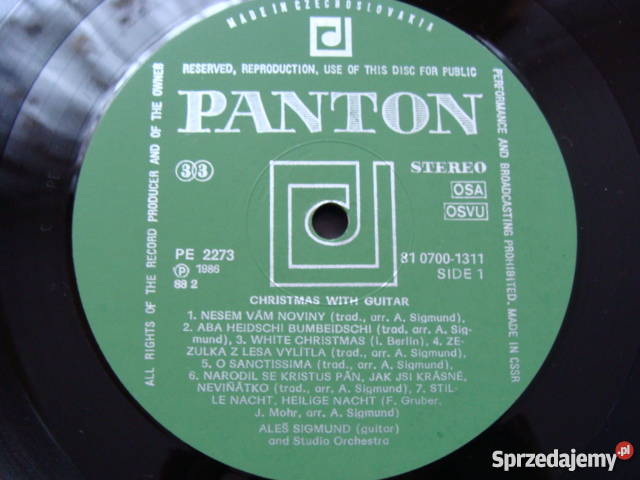 MADE IN CZECHOSLOVAKIA
RESERVED, REPRODUCTION, USE OF THIS DISC FOR PUBLIC
PERFORMANCE AND BROADCASTING PROHIBITED. MADE IN CSSR
ALL RIGHTS OF THE RECORD PRODUCER AND OF THE OWNER
PANTON
33
STEREO
OSA
OSVU
PE 2273
81 0700-1311
Ⓟ 1986
SIDE 1
88 2
CHRISTMAS WITH GUITAR
1. NESEM VÁM NOVINY (trad., arr. A. Sigmund),
2. ABA HEIDSCHI BUMBEIDSCHI (trad. arr. A. Sig-
mund), 3. WHITE CHRISTMAS (I. Berlin), 4. ZE-
ZULKA Z LESA VYLÍTLA (trad., arr. A. Sigmund),
5. O SANCTISSIMA (trad., arr. A. Sigmund),
6. NARODIL SE KRISTUS PÁN, JAK JSI KRÁSNÉ,
NEVIŇÁTKO (trad., arr. A. Sigmund), 7. STIL-
LE NACHT, HEILIGE NACHT (F. Gruber,
J. Mohr, arr. A. Sigmund)
ALEŠ SIGMUND (guitar)
and Studio Orchestra
Sprzedajemy.pl